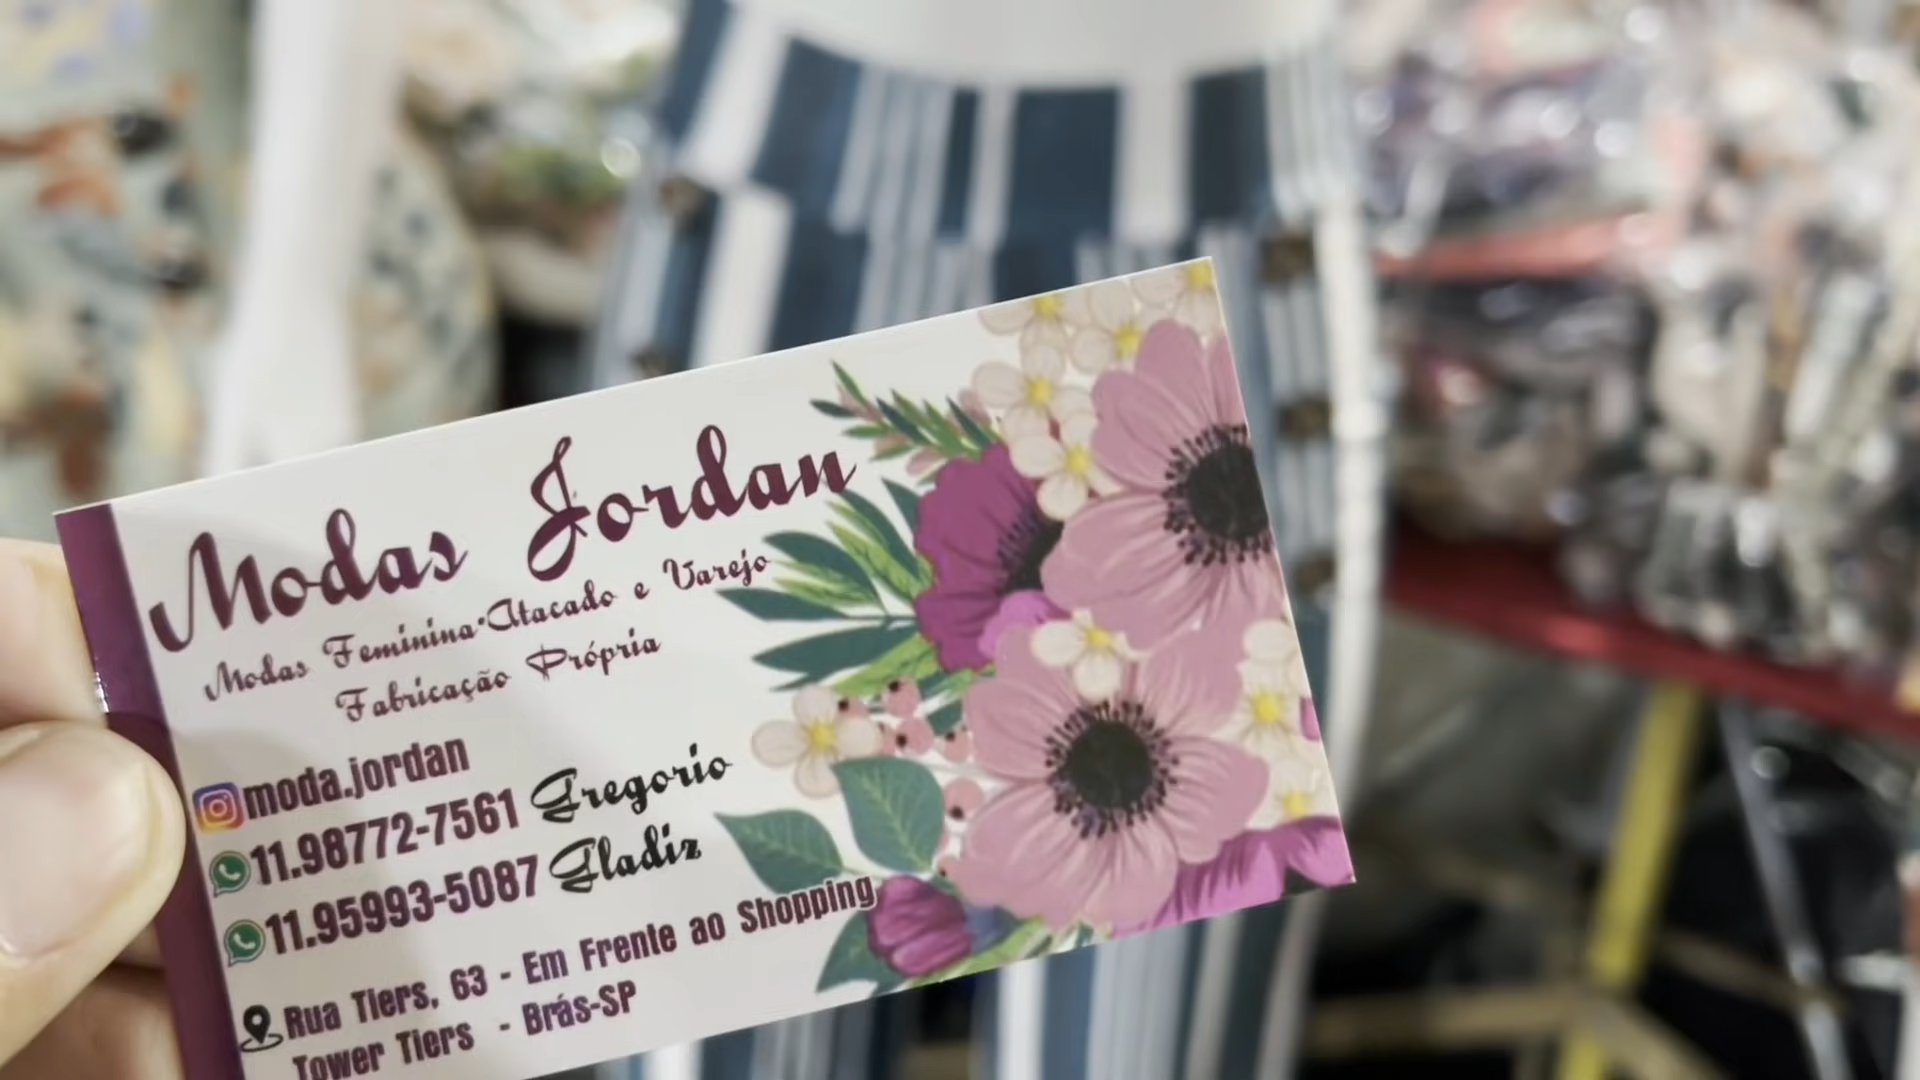 Modas Jordan
Modas Feminina-Atacado e Varejo
Fabricação Própria
moda.jordan
11.98772-7561 Gregorio
11.95993-5087 Gladiz
Rua Tiers, 63 - Em Frente ao Shopping
Tower Tiers - Brás-SP